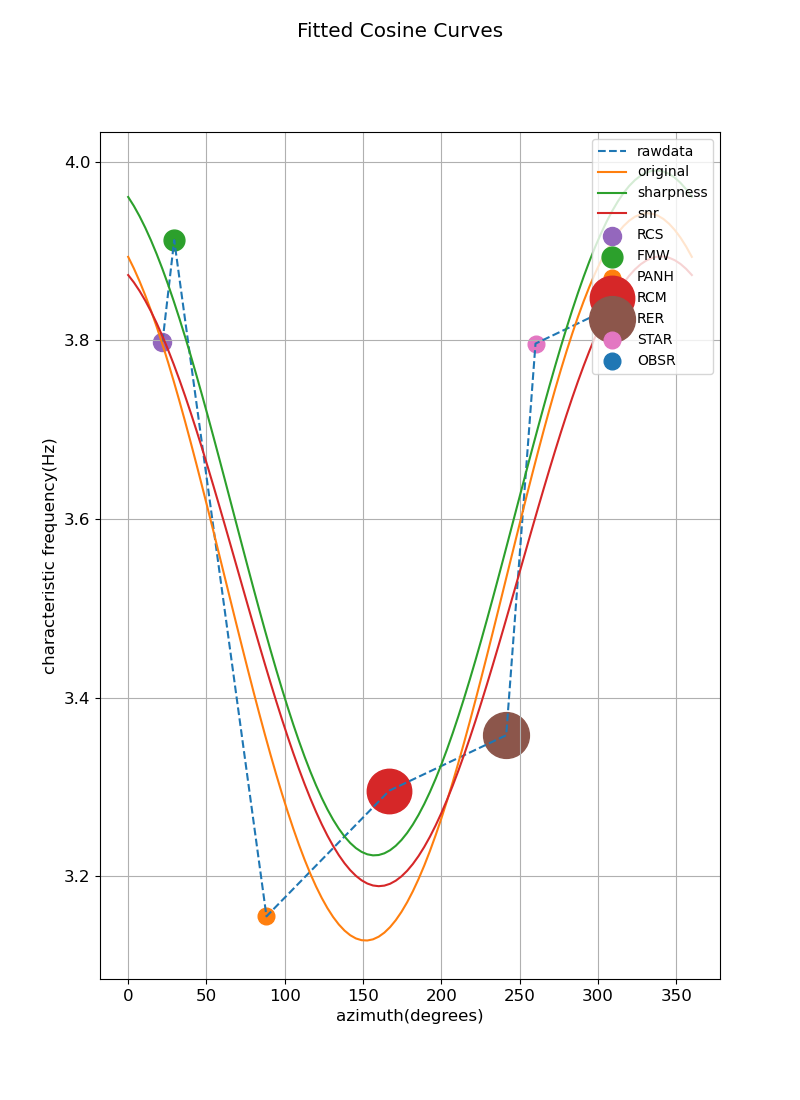 Fitted Cosine Curves
4.0
3.8
3.6
3.4
3.2
characteristic frequency(Hz)
0 50 100 150 200 250 300 350
azimuth(degrees)
rawdata
original
sharpness
snr
RCS
FMW
PANH
RCM
RER
STAR
OBSR